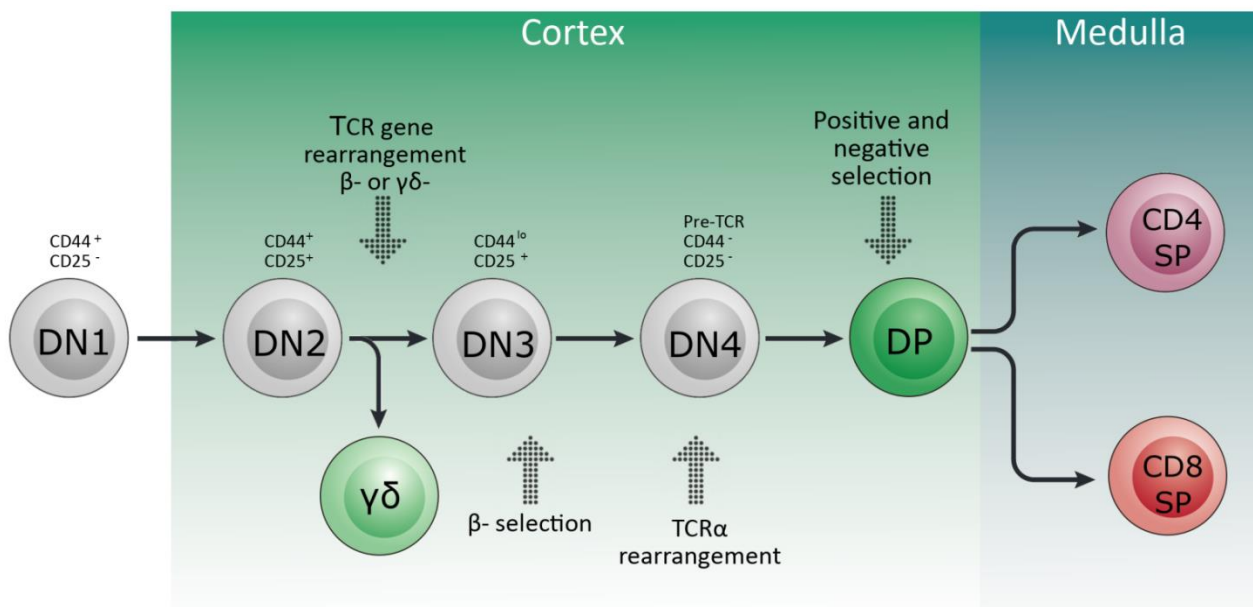 Cortex
Medulla
TCR gene
rearrangement
β- or γδ-
Positive and
negative
selection
CD44⁺
CD25⁻
CD44⁺
CD25⁺
CD44ˡᵒ
CD25⁺
Pre-TCR
CD44⁻
CD25⁻
DN1
DN2
DN3
DN4
DP
CD4
SP
γδ
CD8
SP
β- selection
TCRα
rearrangement